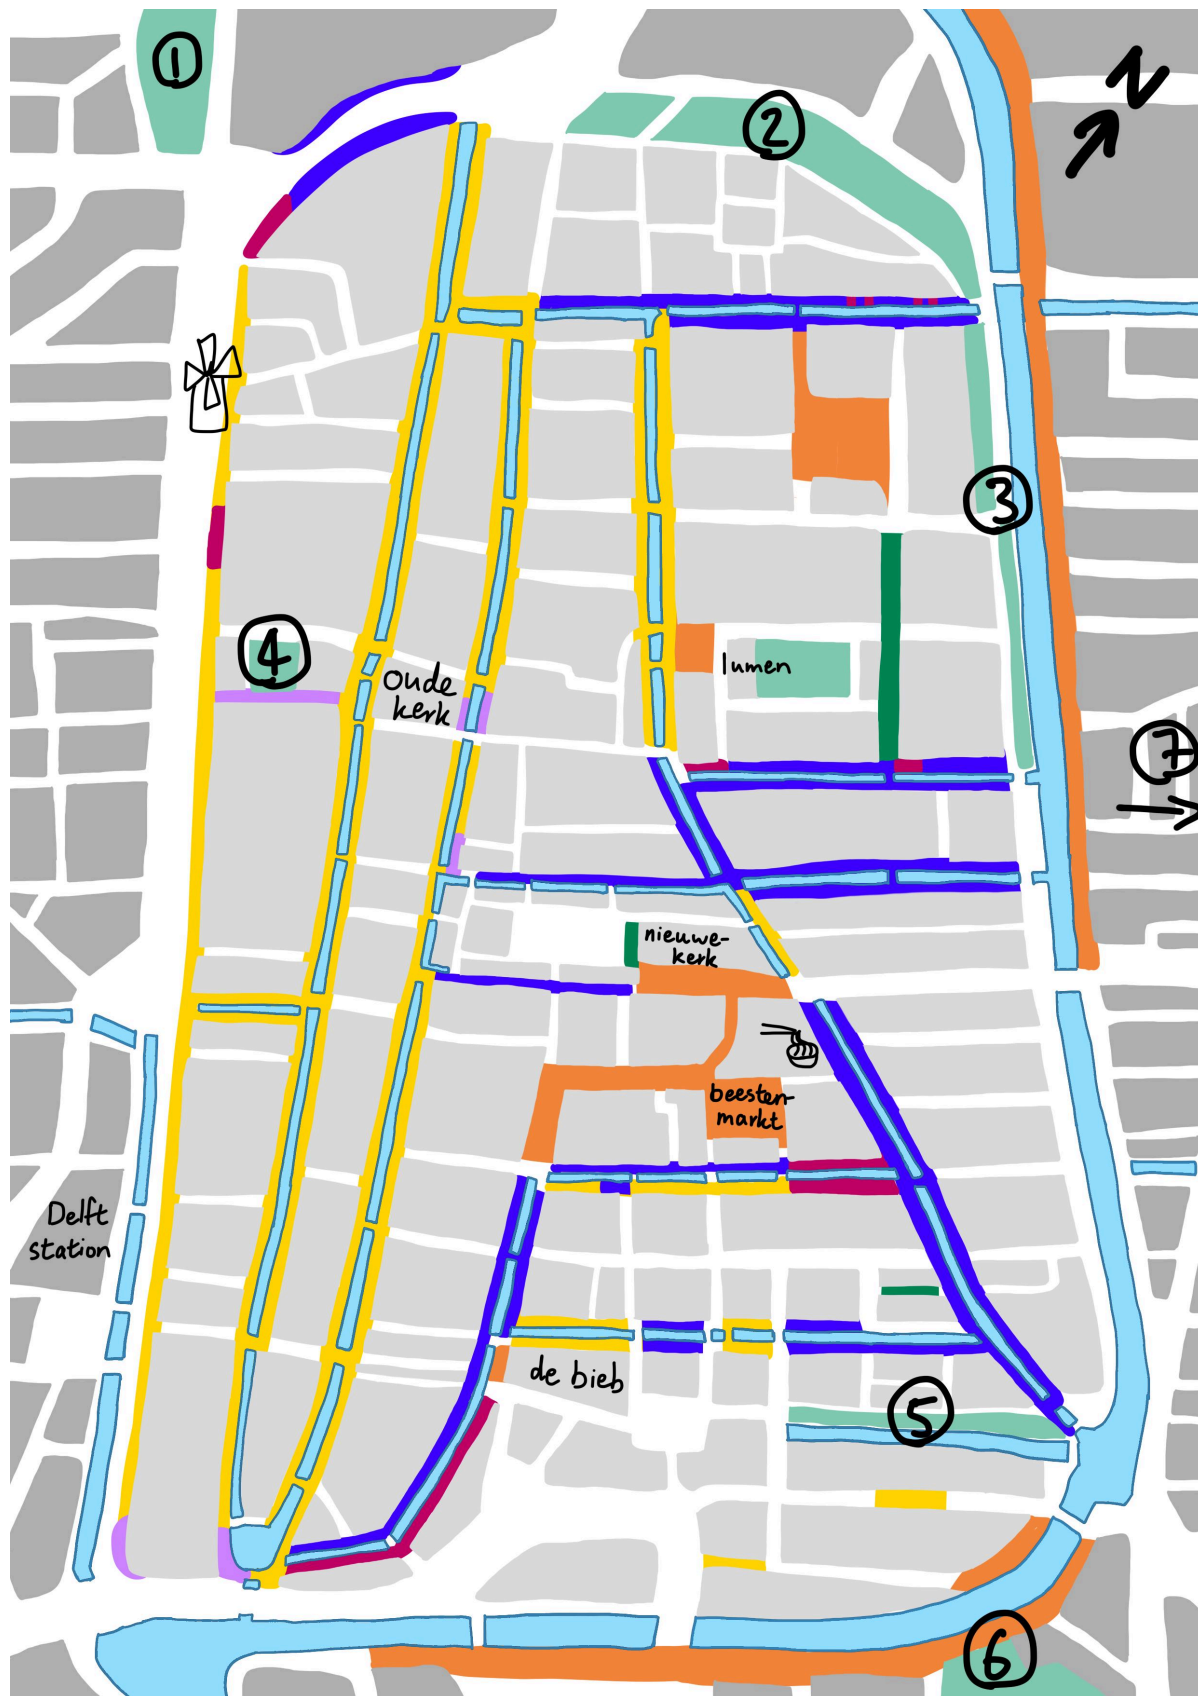 1
2
N
3
4
oude
kerk
lumen
7
nieuwe-
kerk
beesten-
markt
Delft
station
de bieb
5
6